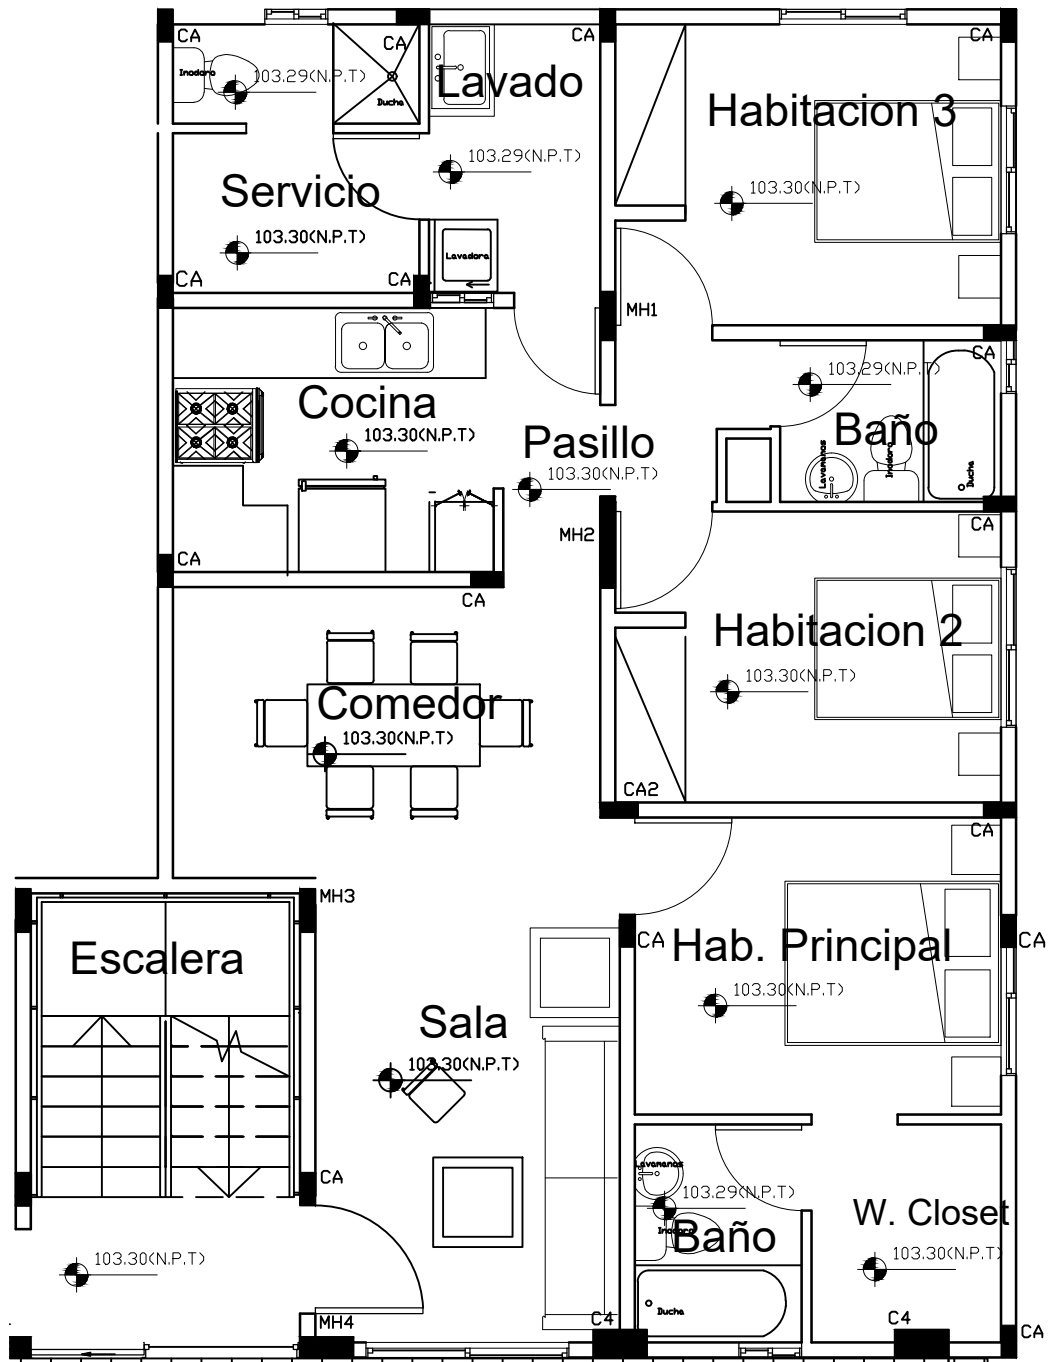 CA
CA
CA
CA
Inodoro
103.29(N.P.T)
Ducha
Lavado
Habitacion 3
103.29(N.P.T)
103.30(N.P.T)
Servicio
103.30(N.P.T)
Lavadora
CA
CA
MH1
CA
103.29(N.P.T)
Cocina
103.30(N.P.T)
Pasillo
103.30(N.P.T)
Baño
Lavamanos
Inodoro
Ducha
CA
MH2
CA
CA
Habitacion 2
103.30(N.P.T)
Comedor
103.30(N.P.T)
CA2
CA
MH3
Escalera
CA
Hab. Principal
CA
103.30(N.P.T)
Sala
103.30(N.P.T)
CA
Lavamanos
103.29(N.P.T)
Inodoro
Baño
W. Closet
103.30(N.P.T)
103.30(N.P.T)
Ducha
MH4
C4
C4
CA